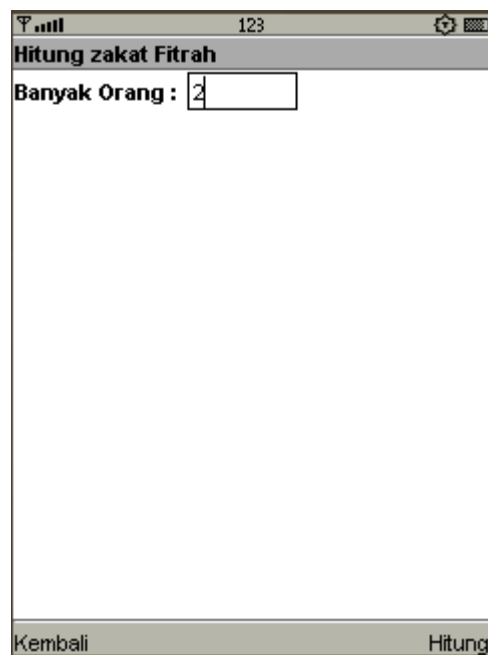 123
Hitung zakat Fitrah
Banyak Orang : 2
Kembali Hitung